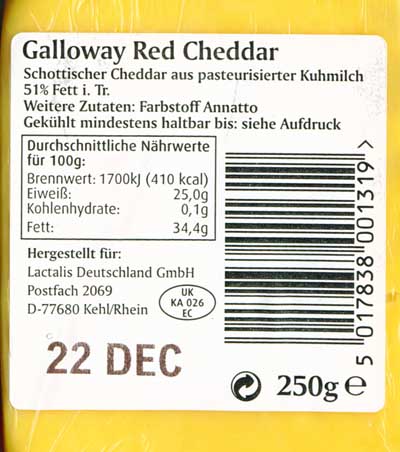 Galloway Red Cheddar
Schottischer Cheddar aus pasteurisierter Kuhmilch
51% Fett i. Tr.
Weitere Zutaten: Farbstoff Annatto
Gekühlt mindestens haltbar bis: siehe Aufdruck
Durchschnittliche Nährwerte
für 100g:
Brennwert: 1700kJ (410 kcal)
Eiweiß: 25,0g
Kohlenhydrate: 0,1g
Fett: 34,4g
Hergestellt für:
Lactalis Deutschland GmbH
Postfach 2069
D-77680 Kehl/Rhein
UK
KA 026
EC
5 017838 001319 >
22 DEC
250g e